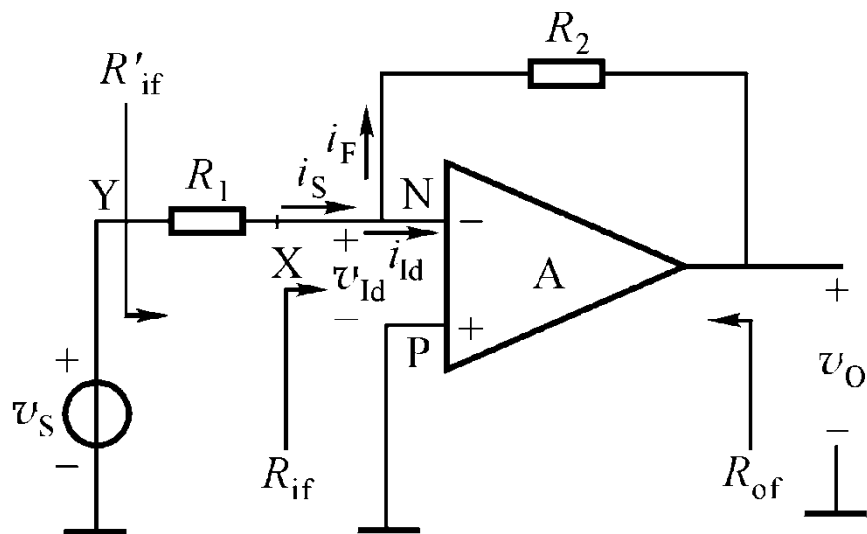 R₂
R'if
iF
Y
R₁
iS
N
−
X
+
vId
−
iId
A
P
+
+
vS
−
Rif
Rof
+
vO
−